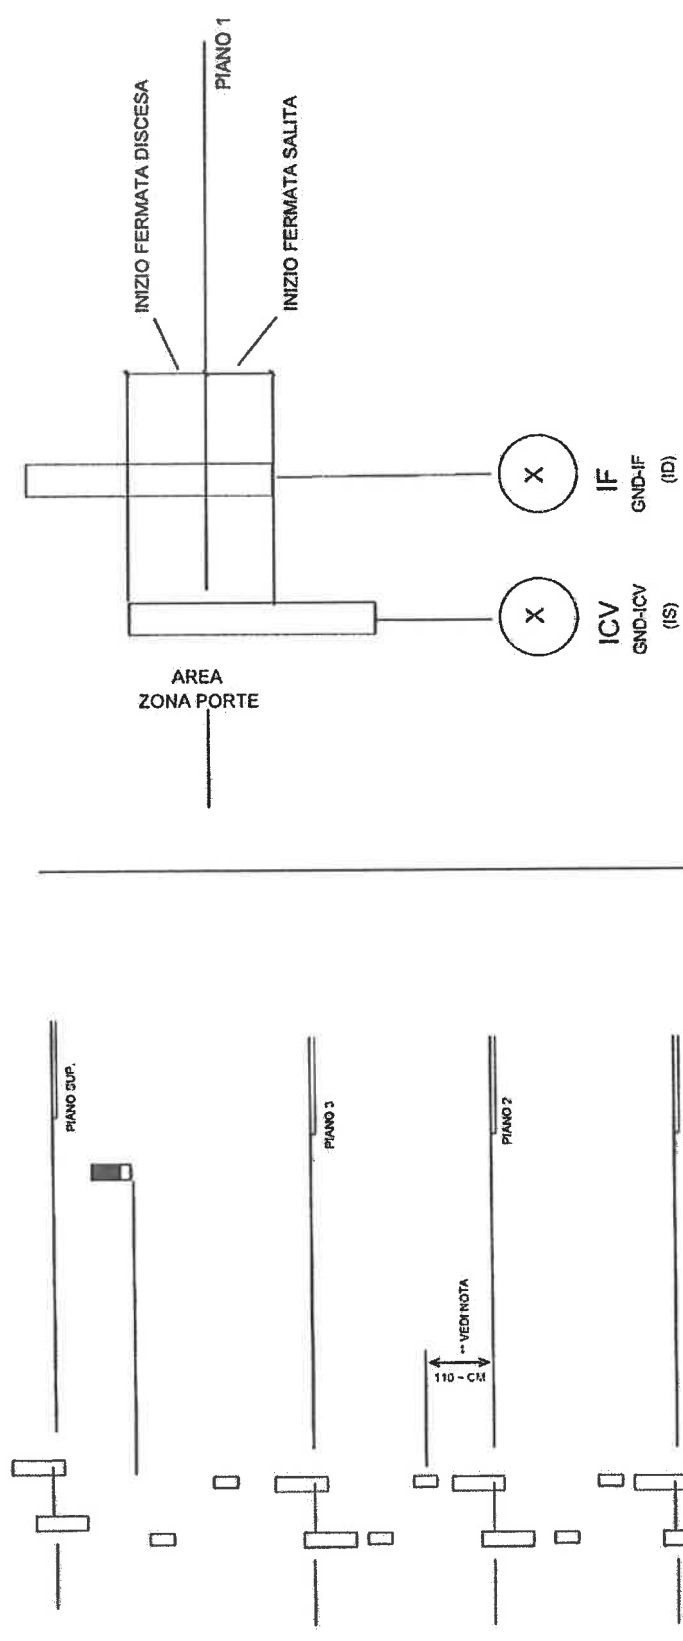 PIANO 1
INIZIO FERMATA DISCESA
INIZIO FERMATA SALITA
AREA
ZONA PORTE
X
IF
GND-IF
(ID)
X
ICV
GND-ICV
(IS)
PIANO SUP.
PIANO 3
PIANO 2
** VEDI NOTA
110 - CM